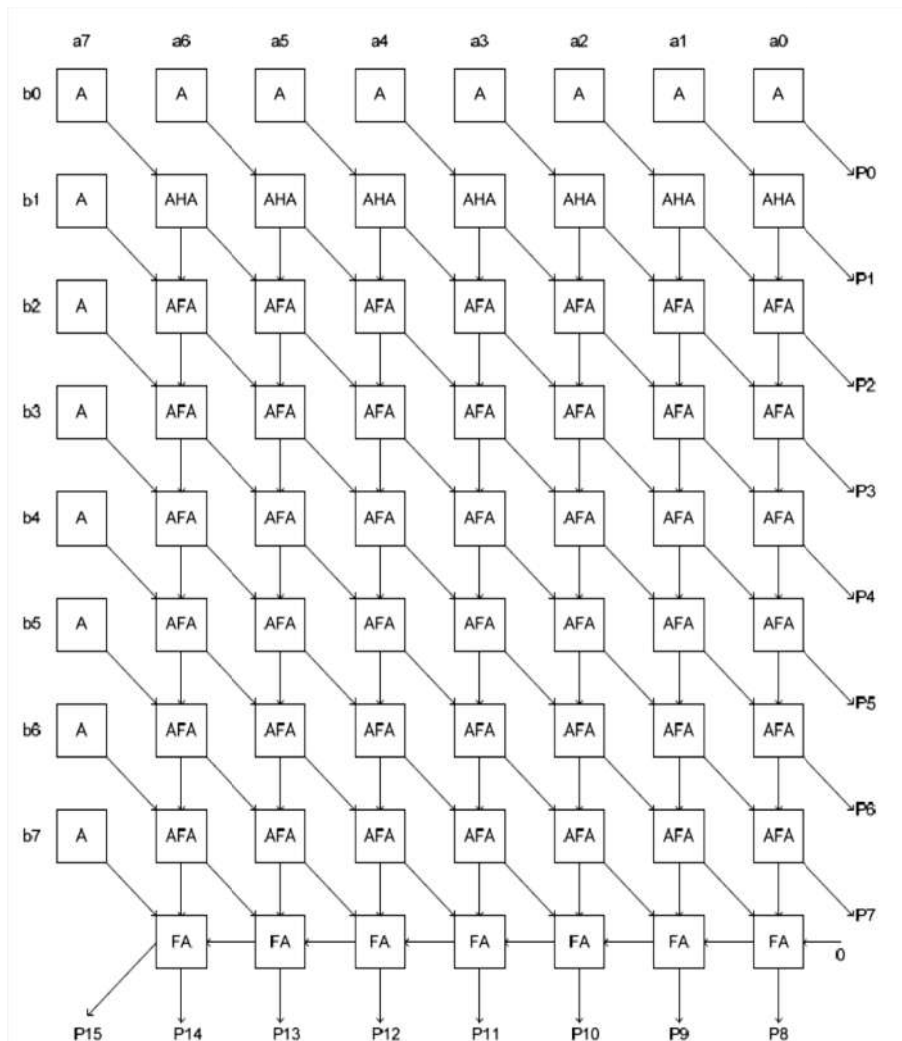 a7 a6 a5 a4 a3 a2 a1 a0
b0 A A A A A A A A
P0
b1 A AHA AHA AHA AHA AHA AHA AHA
P1
b2 A AFA AFA AFA AFA AFA AFA AFA
P2
b3 A AFA AFA AFA AFA AFA AFA AFA
P3
b4 A AFA AFA AFA AFA AFA AFA AFA
P4
b5 A AFA AFA AFA AFA AFA AFA AFA
P5
b6 A AFA AFA AFA AFA AFA AFA AFA
P6
b7 A AFA AFA AFA AFA AFA AFA AFA
P7
FA FA FA FA FA FA FA 0
P15 P14 P13 P12 P11 P10 P9 P8